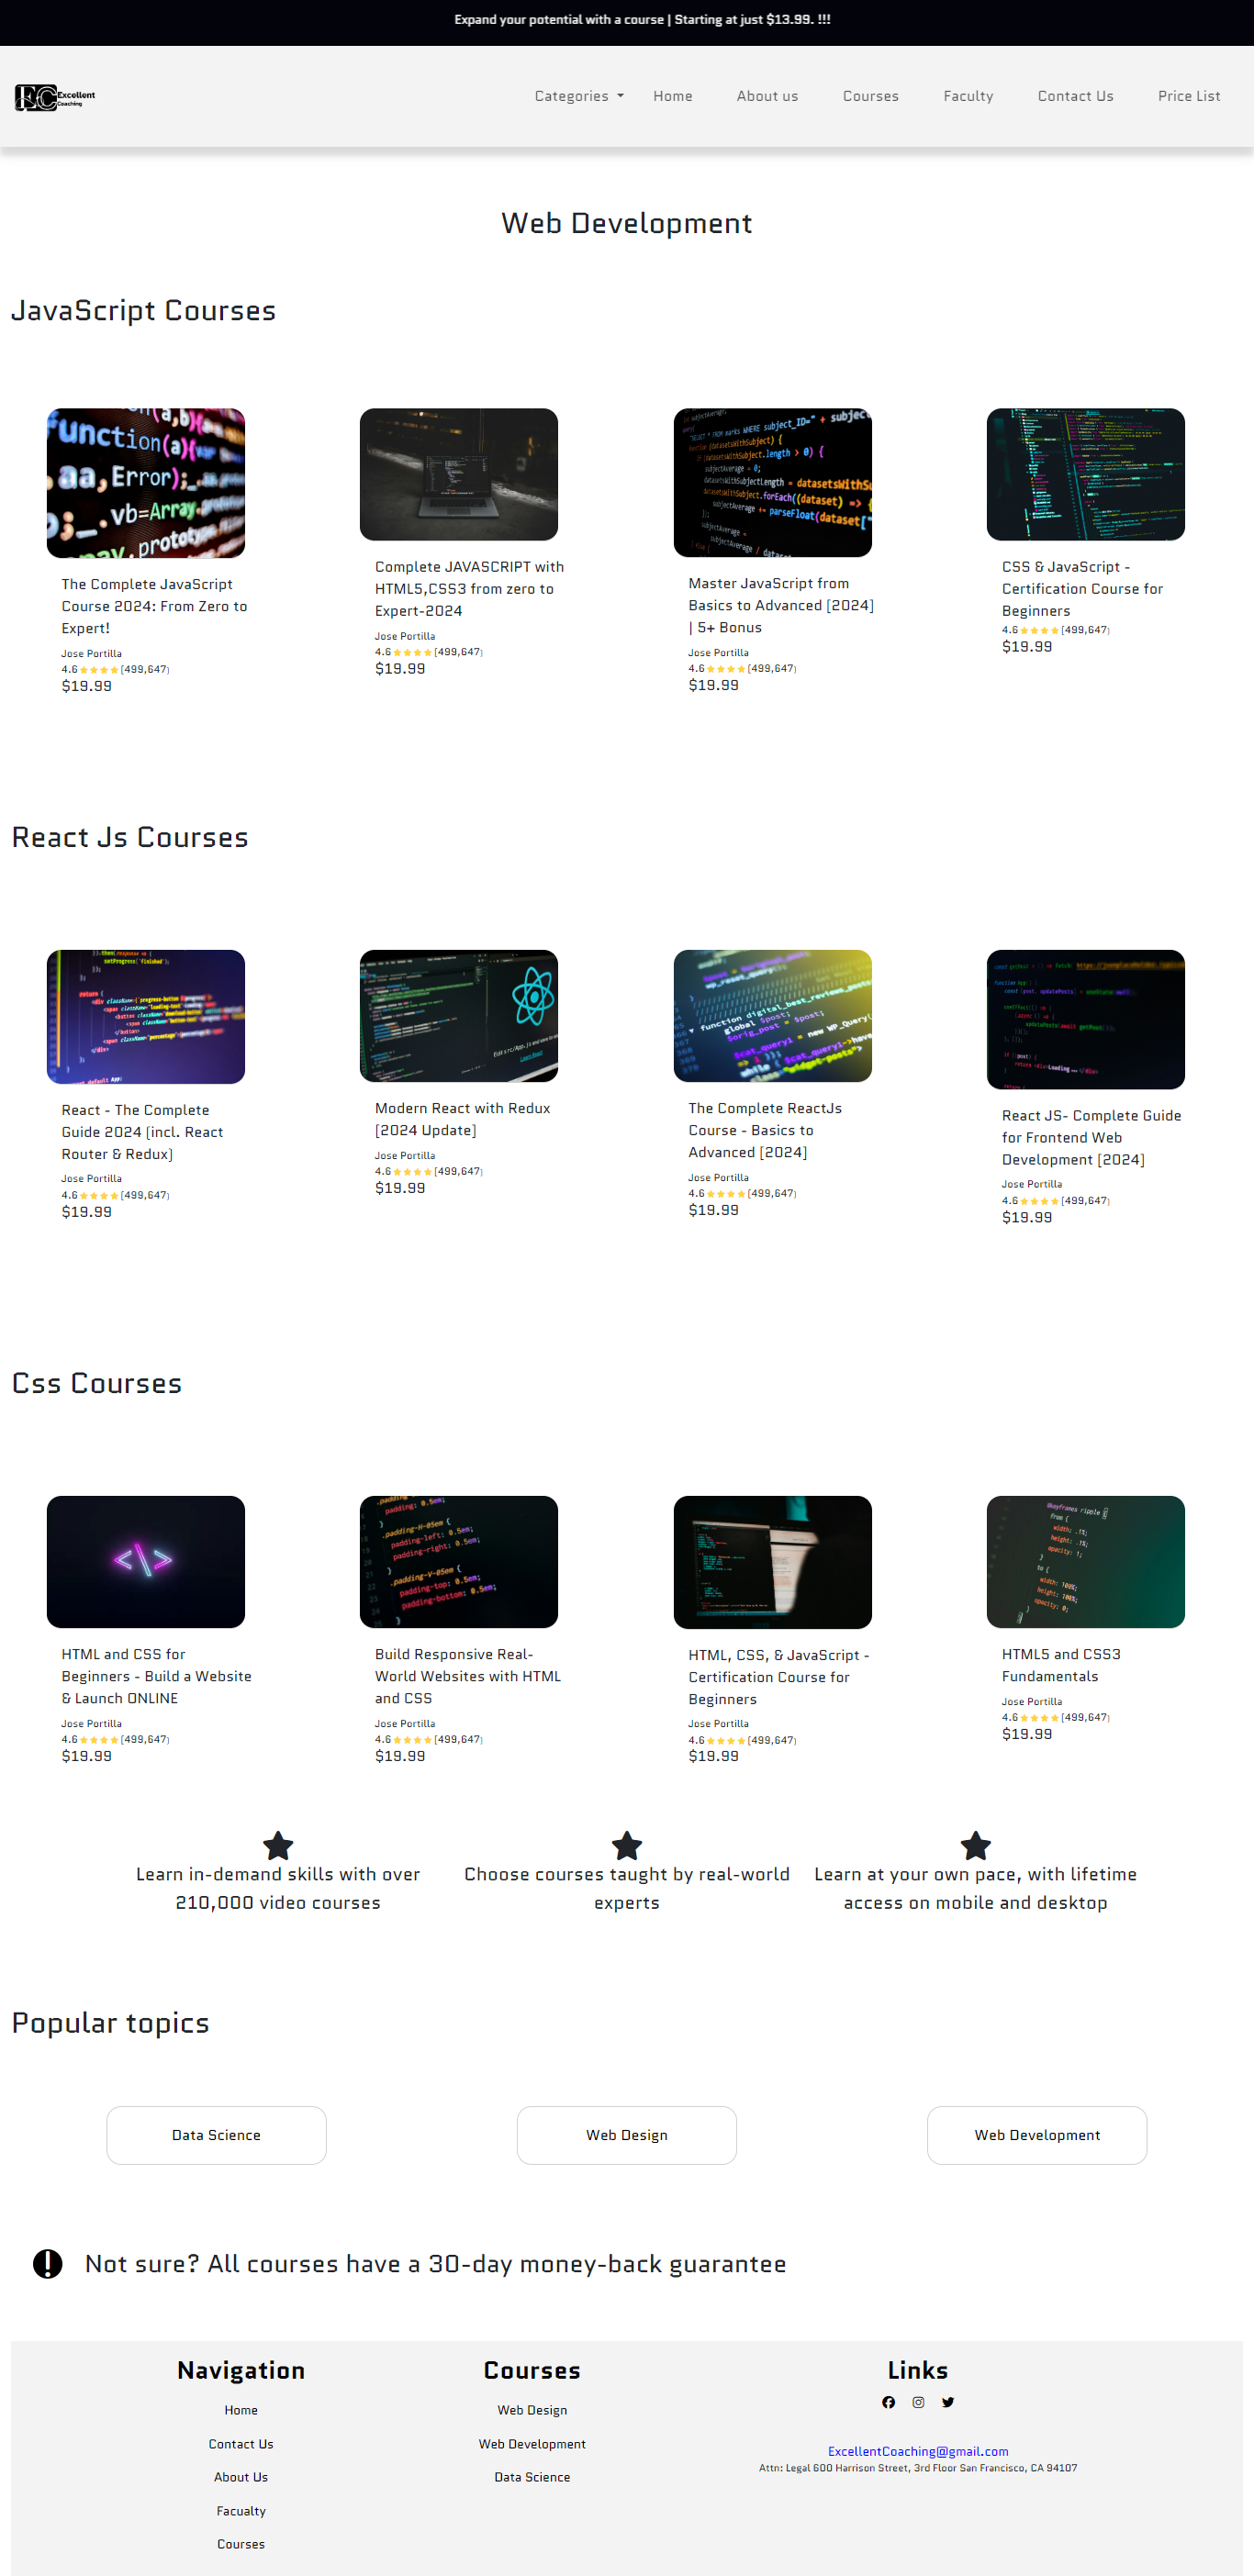 Expand your potential with a course | Starting at just $13.99. !!!
EC Excellent
Coaching
Categories
Home
About us
Courses
Faculty
Contact Us
Price List
Web Development
JavaScript Courses
The Complete JavaScript
Course 2024: From Zero to
Expert!
Jose Portilla
4.6 (499,647)
$19.99
Complete JAVASCRIPT with
HTML5,CSS3 from zero to
Expert-2024
Jose Portilla
4.6 (499,647)
$19.99
Master JavaScript from
Basics to Advanced [2024]
| 5+ Bonus
Jose Portilla
4.6 (499,647)
$19.99
CSS & JavaScript -
Certification Course for
Beginners
4.6 (499,647)
$19.99
React Js Courses
React - The Complete
Guide 2024 (incl. React
Router & Redux)
Jose Portilla
4.6 (499,647)
$19.99
Modern React with Redux
[2024 Update]
Jose Portilla
4.6 (499,647)
$19.99
The Complete ReactJs
Course - Basics to
Advanced [2024]
Jose Portilla
4.6 (499,647)
$19.99
React JS- Complete Guide
for Frontend Web
Development [2024]
Jose Portilla
4.6 (499,647)
$19.99
Css Courses
HTML and CSS for
Beginners - Build a Website
& Launch ONLINE
Jose Portilla
4.6 (499,647)
$19.99
Build Responsive Real-
World Websites with HTML
and CSS
Jose Portilla
4.6 (499,647)
$19.99
HTML, CSS, & JavaScript -
Certification Course for
Beginners
Jose Portilla
4.6 (499,647)
$19.99
HTML5 and CSS3
Fundamentals
Jose Portilla
4.6 (499,647)
$19.99
Learn in-demand skills with over
210,000 video courses
Choose courses taught by real-world
experts
Learn at your own pace, with lifetime
access on mobile and desktop
Popular topics
Data Science
Web Design
Web Development
Not sure? All courses have a 30-day money-back guarantee
Navigation
Home
Contact Us
About Us
Facualty
Courses
Courses
Web Design
Web Development
Data Science
Links
ExcellentCoaching@gmail.com
Attn: Legal 600 Harrison Street, 3rd Floor San Francisco, CA 94107